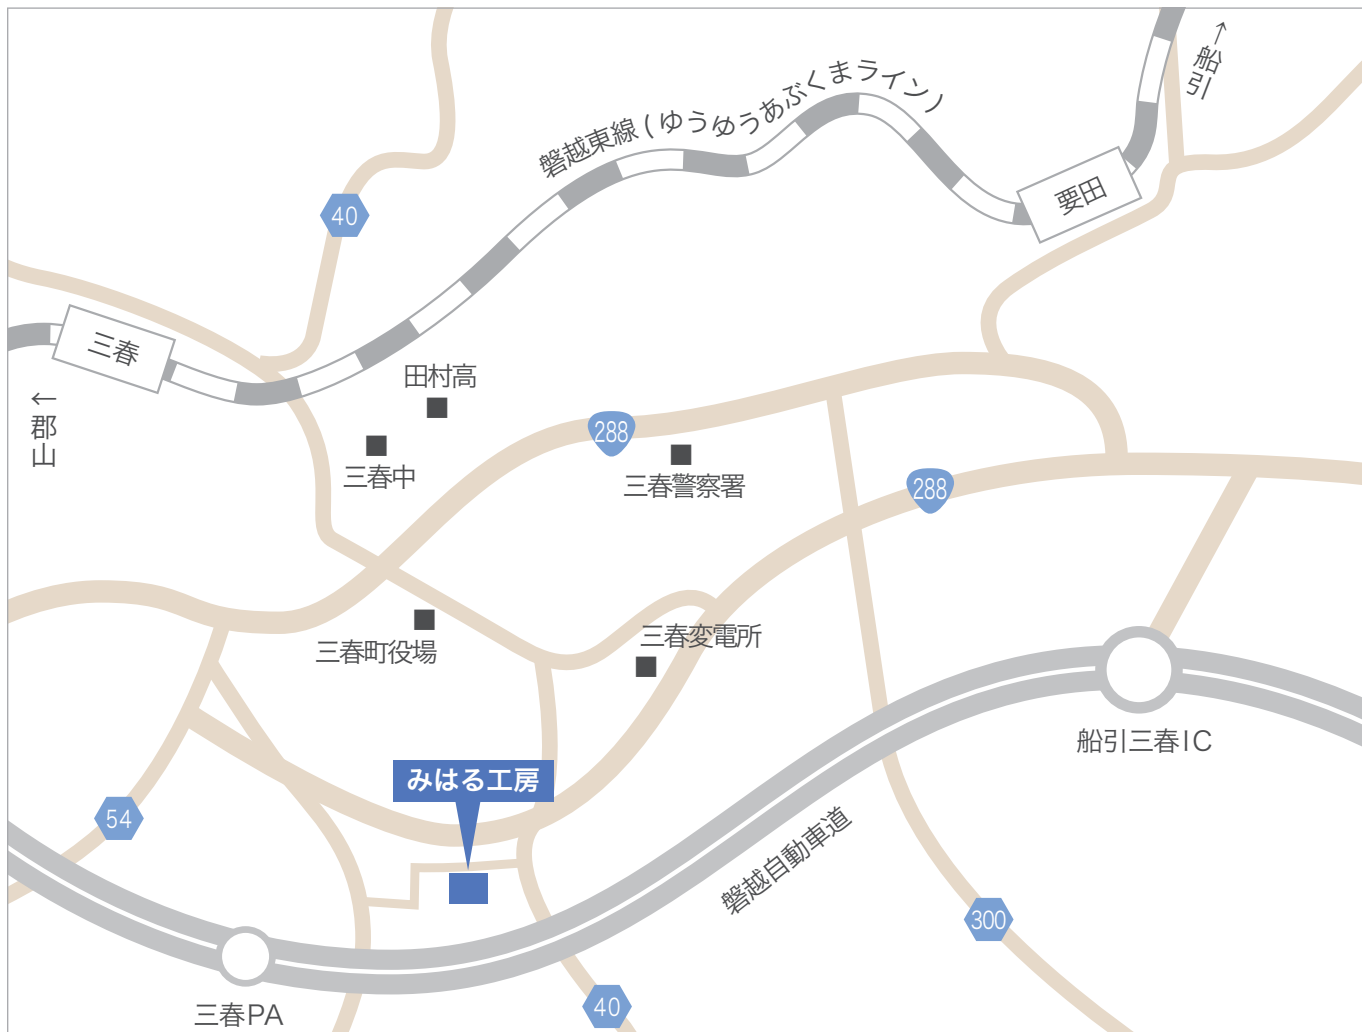 ↑船引
磐越東線(ゆうゆうあぶくまライン)
要田
40
三春
←郡山
田村高
三春中
288
三春警察署
288
三春町役場
三春変電所
船引三春IC
みはる工房
54
磐越自動車道
300
三春PA
40